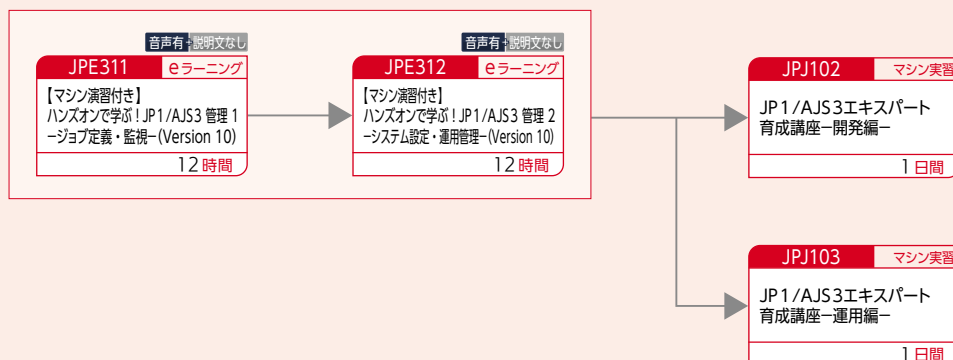 音声有+説明文なし
JPE311 eラーニング
【マシン演習付き】
ハンズオンで学ぶ！JP1/AJS3 管理 1
－ジョブ定義・監視－(Version 10)
12時間
音声有+説明文なし
JPE312 eラーニング
【マシン演習付き】
ハンズオンで学ぶ！JP1/AJS3 管理 2
－システム設定・運用管理－(Version 10)
12時間
JPJ102 マシン実習
JP1/AJS3エキスパート
育成講座－開発編－
1日間
JPJ103 マシン実習
JP1/AJS3エキスパート
育成講座－運用編－
1日間